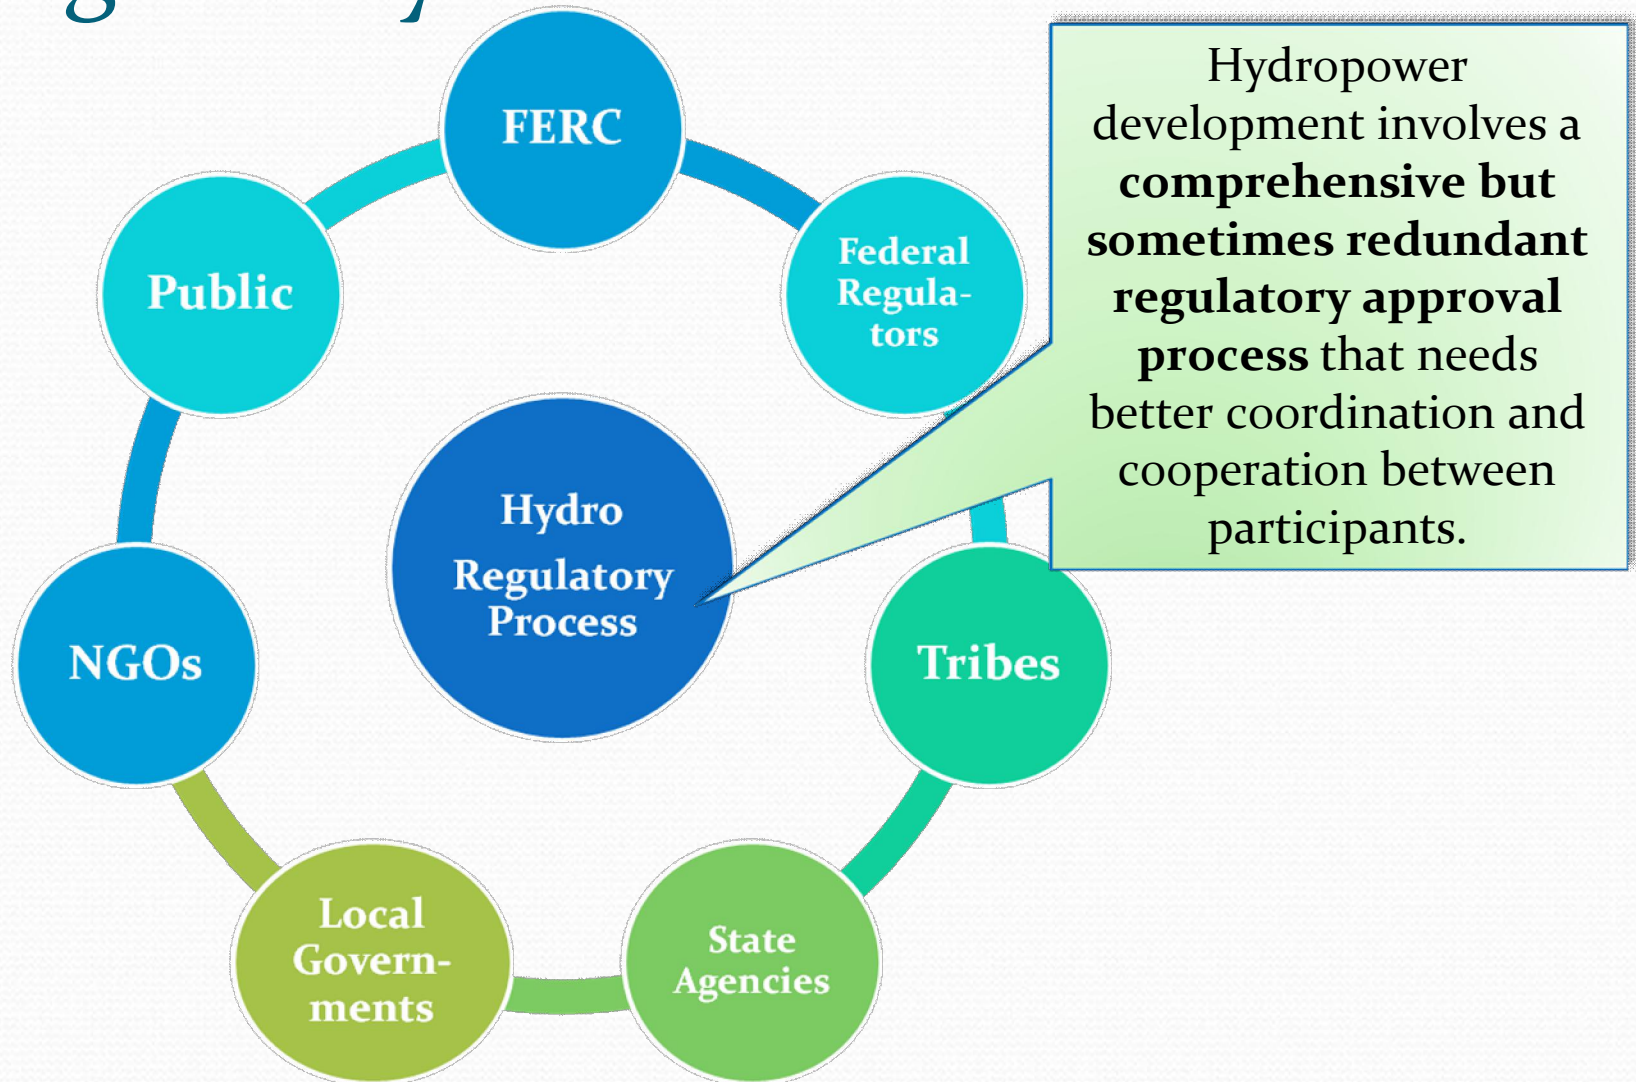 FERC
Federal
Regula-
tors
Tribes
State
Agencies
Local
Govern-
ments
NGOs
Public
Hydro
Regulatory
Process
Hydropower
development involves a
comprehensive but
sometimes redundant
regulatory approval
process that needs
better coordination and
cooperation between
participants.